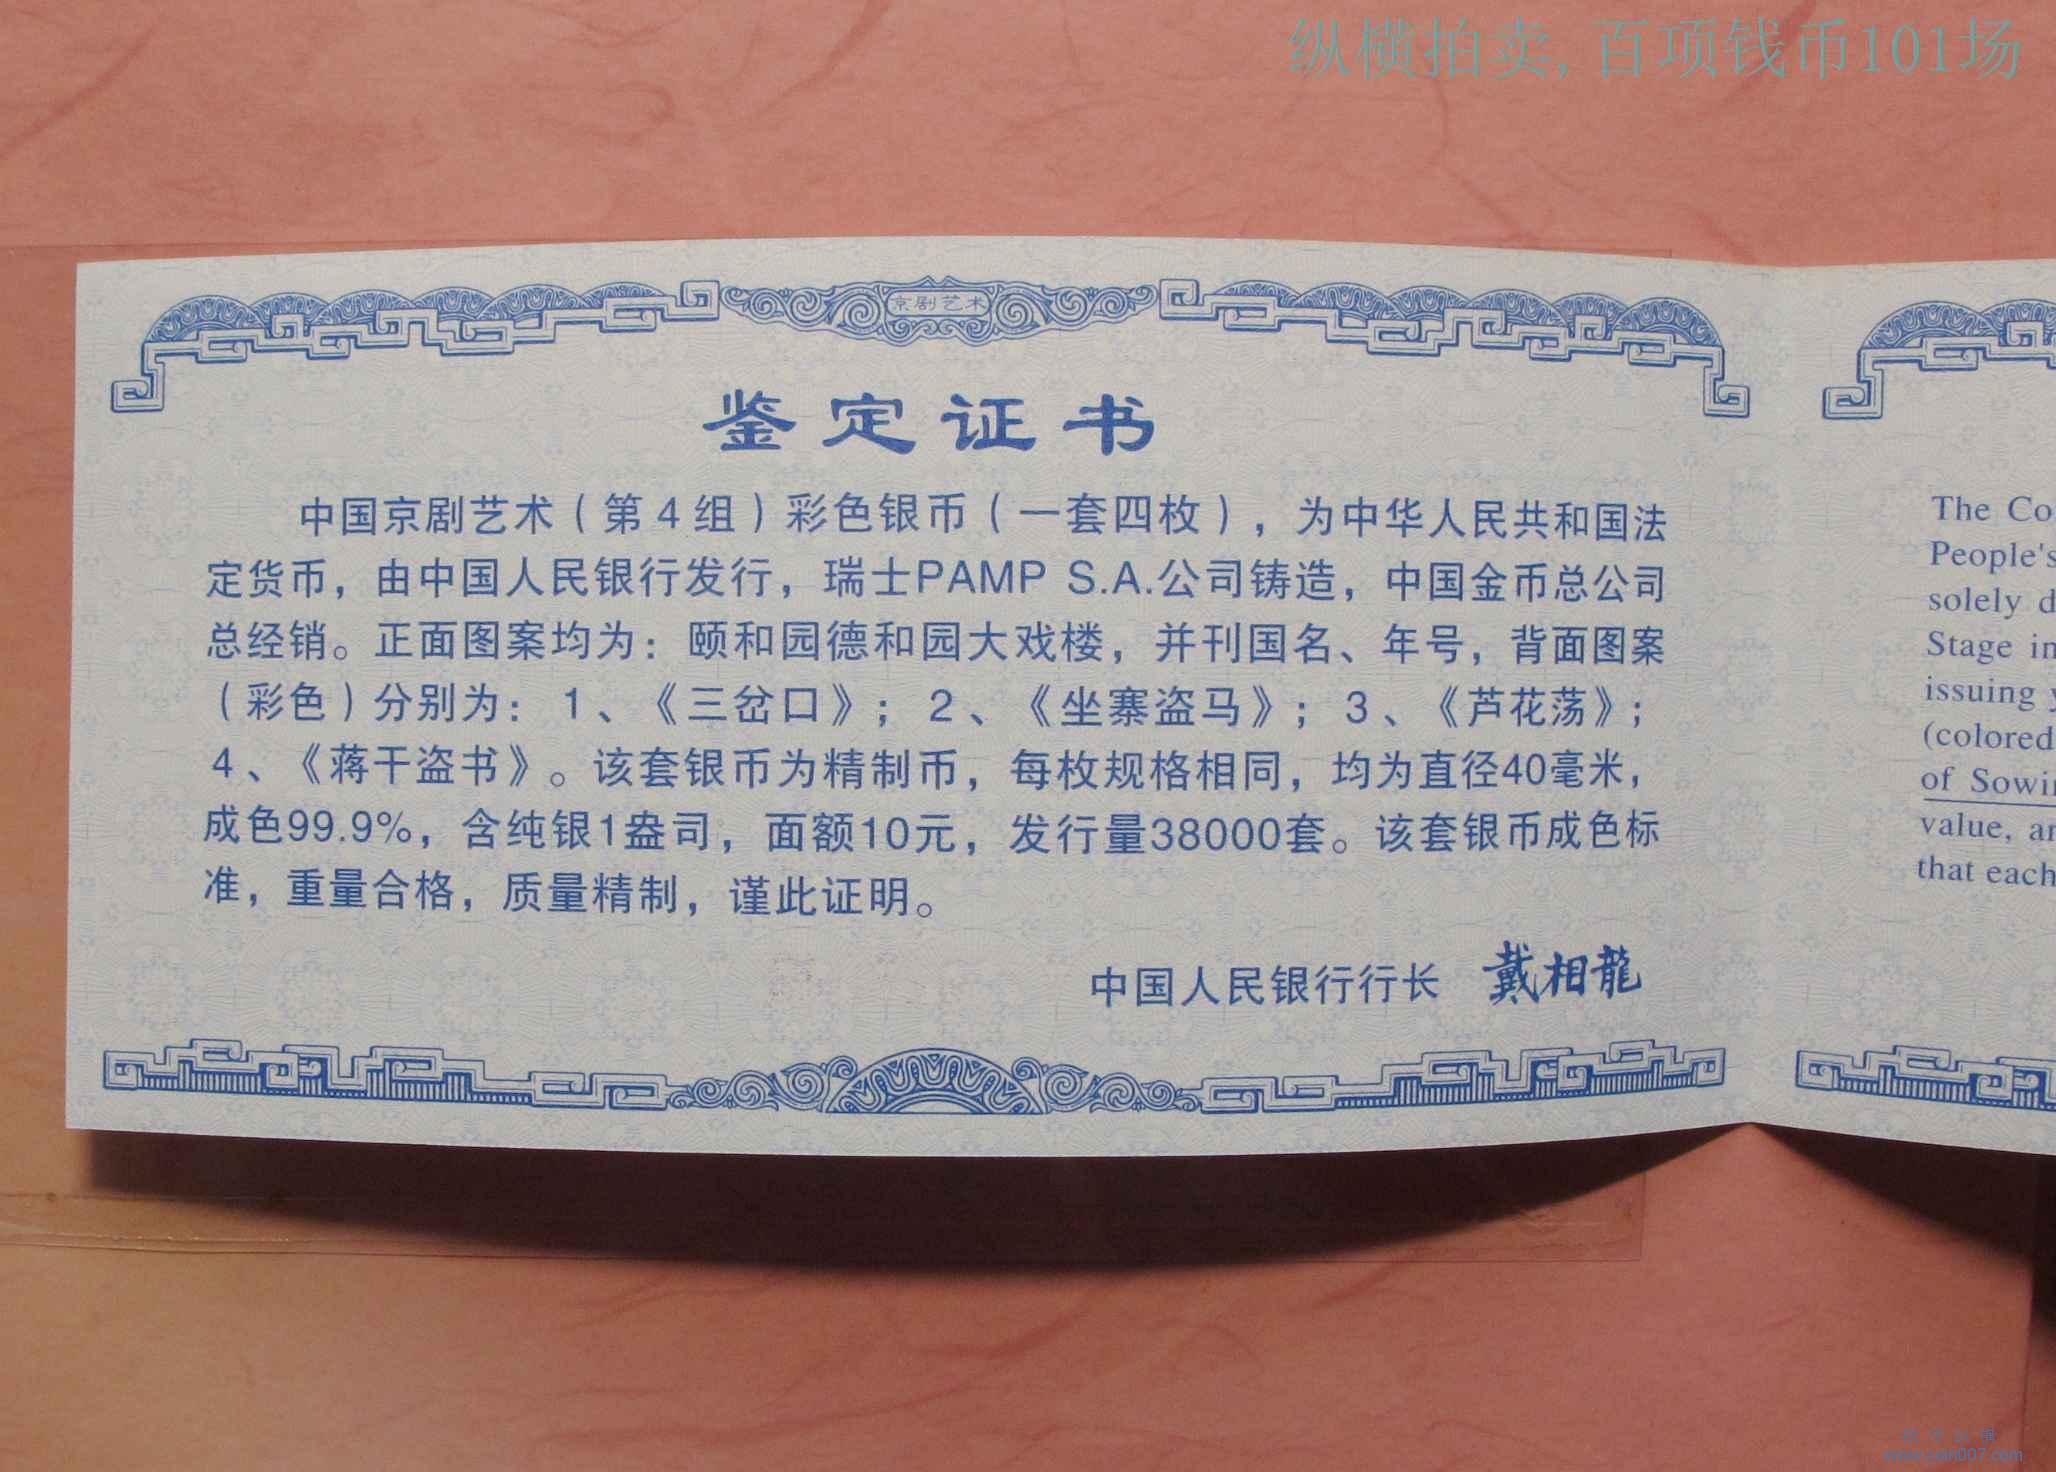 纵横拍卖,百项钱币101场
京剧艺术
鉴定证书
中国京剧艺术（第4组）彩色银币（一套四枚），为中华人民共和国法
定货币，由中国人民银行发行，瑞士PAMP S.A.公司铸造，中国金币总公司
总经销。正面图案均为：颐和园德和园大戏楼，并刊国名、年号，背面图案
（彩色）分别为：1、《三岔口》；2、《坐寨盗马》；3、《芦花荡》；
4、《蒋干盗书》。该套银币为精制币，每枚规格相同，均为直径40毫米，
成色99.9%，含纯银1盎司，面额10元，发行量38000套。该套银币成色标
准，重量合格，质量精制，谨此证明。
中国人民银行行长 戴相龍
The Co
People's
solely d
Stage in
issuing y
(colored
of Sowin
value, an
that each